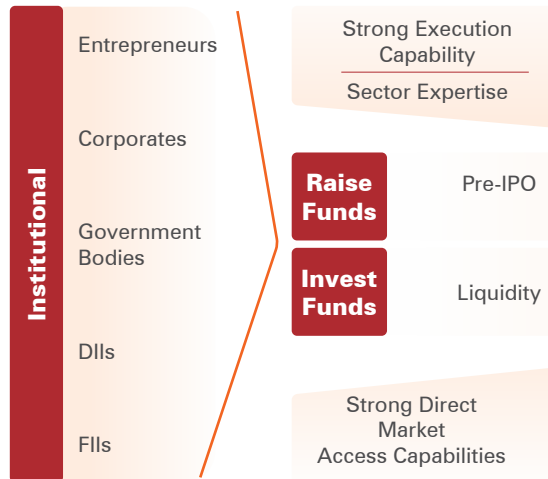 Institutional
Entrepreneurs
Corporates
Government
Bodies
DIIs
FIIs
Strong Execution
Capability
Sector Expertise
Raise
Funds
Pre-IPO
Invest
Funds
Liquidity
Strong Direct
Market
Access Capabilities